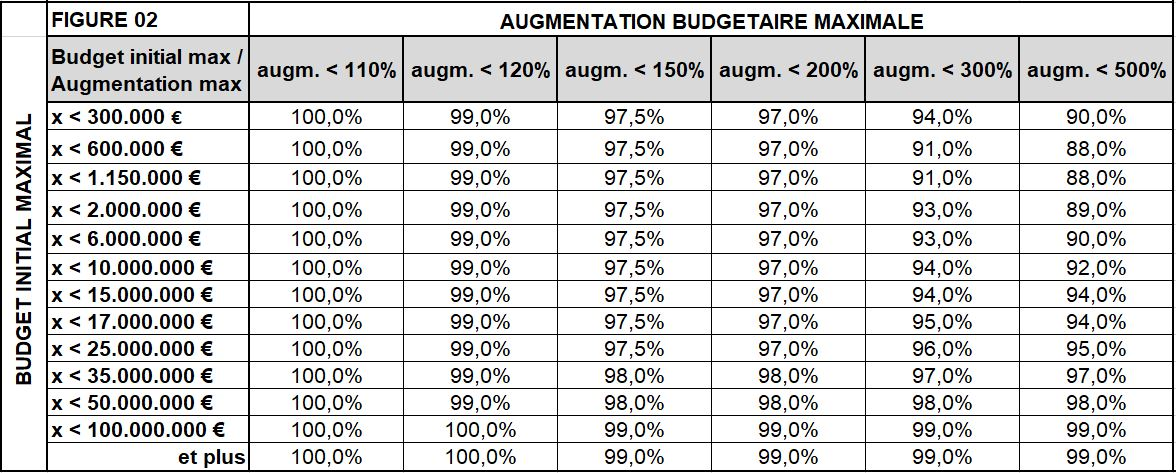 FIGURE 02 AUGMENTATION BUDGETAIRE MAXIMALE
Budget initial max / Augmentation max augm. < 110% augm. < 120% augm. < 150% augm. < 200% augm. < 300% augm. < 500%
BUDGET INITIAL MAXIMAL
x < 300.000 € 100,0% 99,0% 97,5% 97,0% 94,0% 90,0%
x < 600.000 € 100,0% 99,0% 97,5% 97,0% 91,0% 88,0%
x < 1.150.000 € 100,0% 99,0% 97,5% 97,0% 91,0% 88,0%
x < 2.000.000 € 100,0% 99,0% 97,5% 97,0% 93,0% 89,0%
x < 6.000.000 € 100,0% 99,0% 97,5% 97,0% 93,0% 90,0%
x < 10.000.000 € 100,0% 99,0% 97,5% 97,0% 94,0% 92,0%
x < 15.000.000 € 100,0% 99,0% 97,5% 97,0% 94,0% 94,0%
x < 17.000.000 € 100,0% 99,0% 97,5% 97,0% 95,0% 94,0%
x < 25.000.000 € 100,0% 99,0% 97,5% 97,0% 96,0% 95,0%
x < 35.000.000 € 100,0% 99,0% 98,0% 98,0% 97,0% 97,0%
x < 50.000.000 € 100,0% 99,0% 98,0% 98,0% 98,0% 98,0%
x < 100.000.000 € 100,0% 100,0% 99,0% 99,0% 99,0% 99,0%
et plus 100,0% 100,0% 99,0% 99,0% 99,0% 99,0%